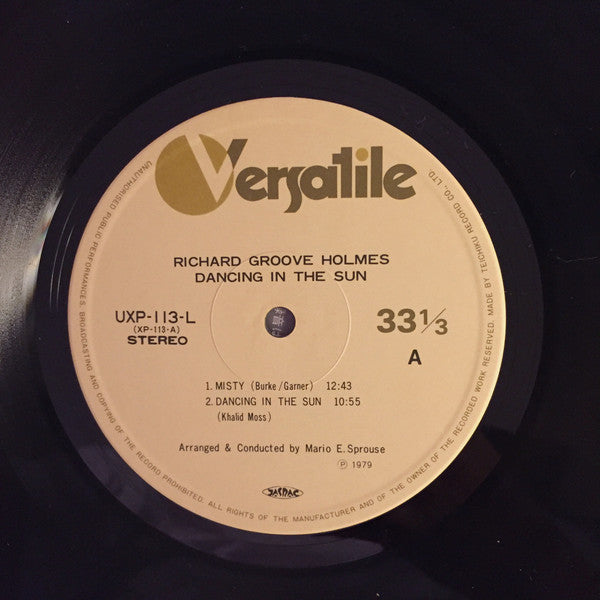 Versatile
RICHARD GROOVE HOLMES
DANCING IN THE SUN
UXP-113-L
(XP-113-A)
STEREO
33 1/3
A
1. MISTY (Burke/Garner) 12:43
2. DANCING IN THE SUN 10:55
(Khalid Moss)
Arranged & Conducted by Mario E. Sprouse
Ⓟ 1979
JASRAC
UNAUTHORISED PUBLIC PERFORMANCES, BROADCASTING AND COPYING OF THE RECORD PROHIBITED. ALL RIGHTS OF THE MANUFACTURER AND OF THE OWNER OF THE RECORDED WORK RESERVED. MADE BY TEICHIKU RECORD CO., LTD.